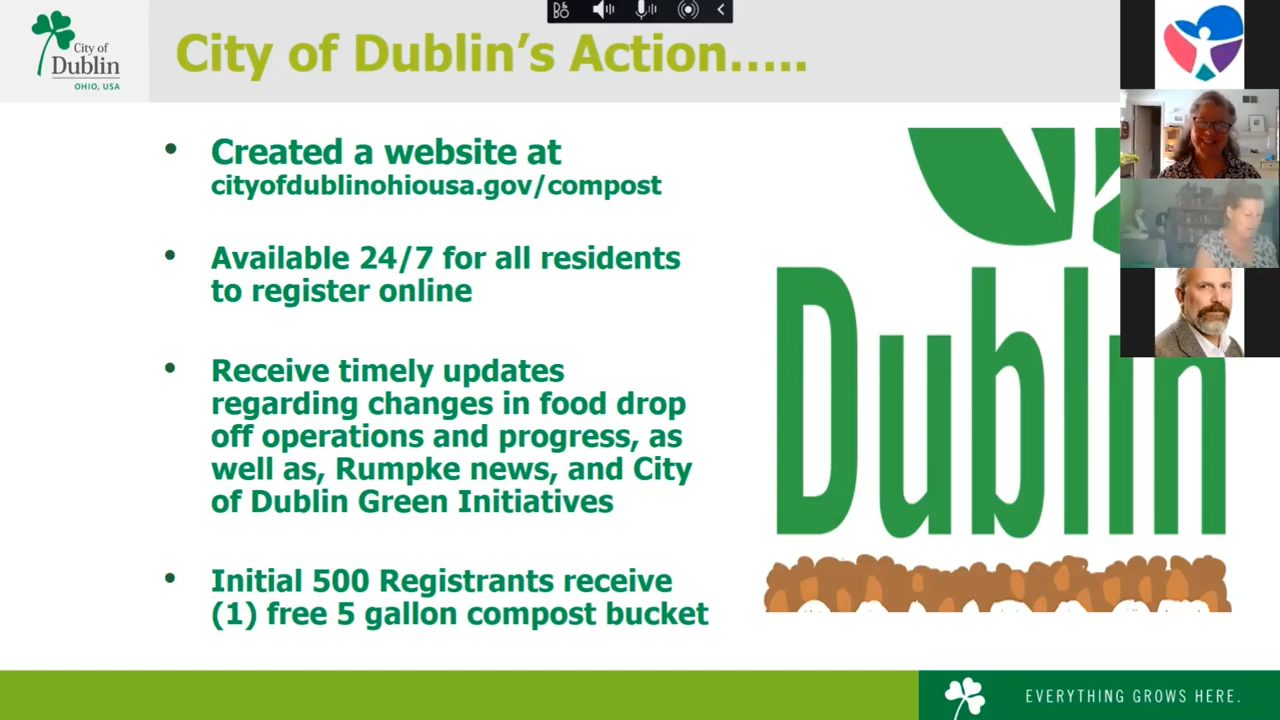 City of
Dublin
OHIO, USA
City of Dublin's Action.....
• Created a website at
cityofdublinohiousa.gov/compost
• Available 24/7 for all residents
to register online
• Receive timely updates
regarding changes in food drop
off operations and progress, as
well as, Rumpke news, and City
of Dublin Green Initiatives
• Initial 500 Registrants receive
(1) free 5 gallon compost bucket
Dublin
EVERYTHING GROWS HERE.